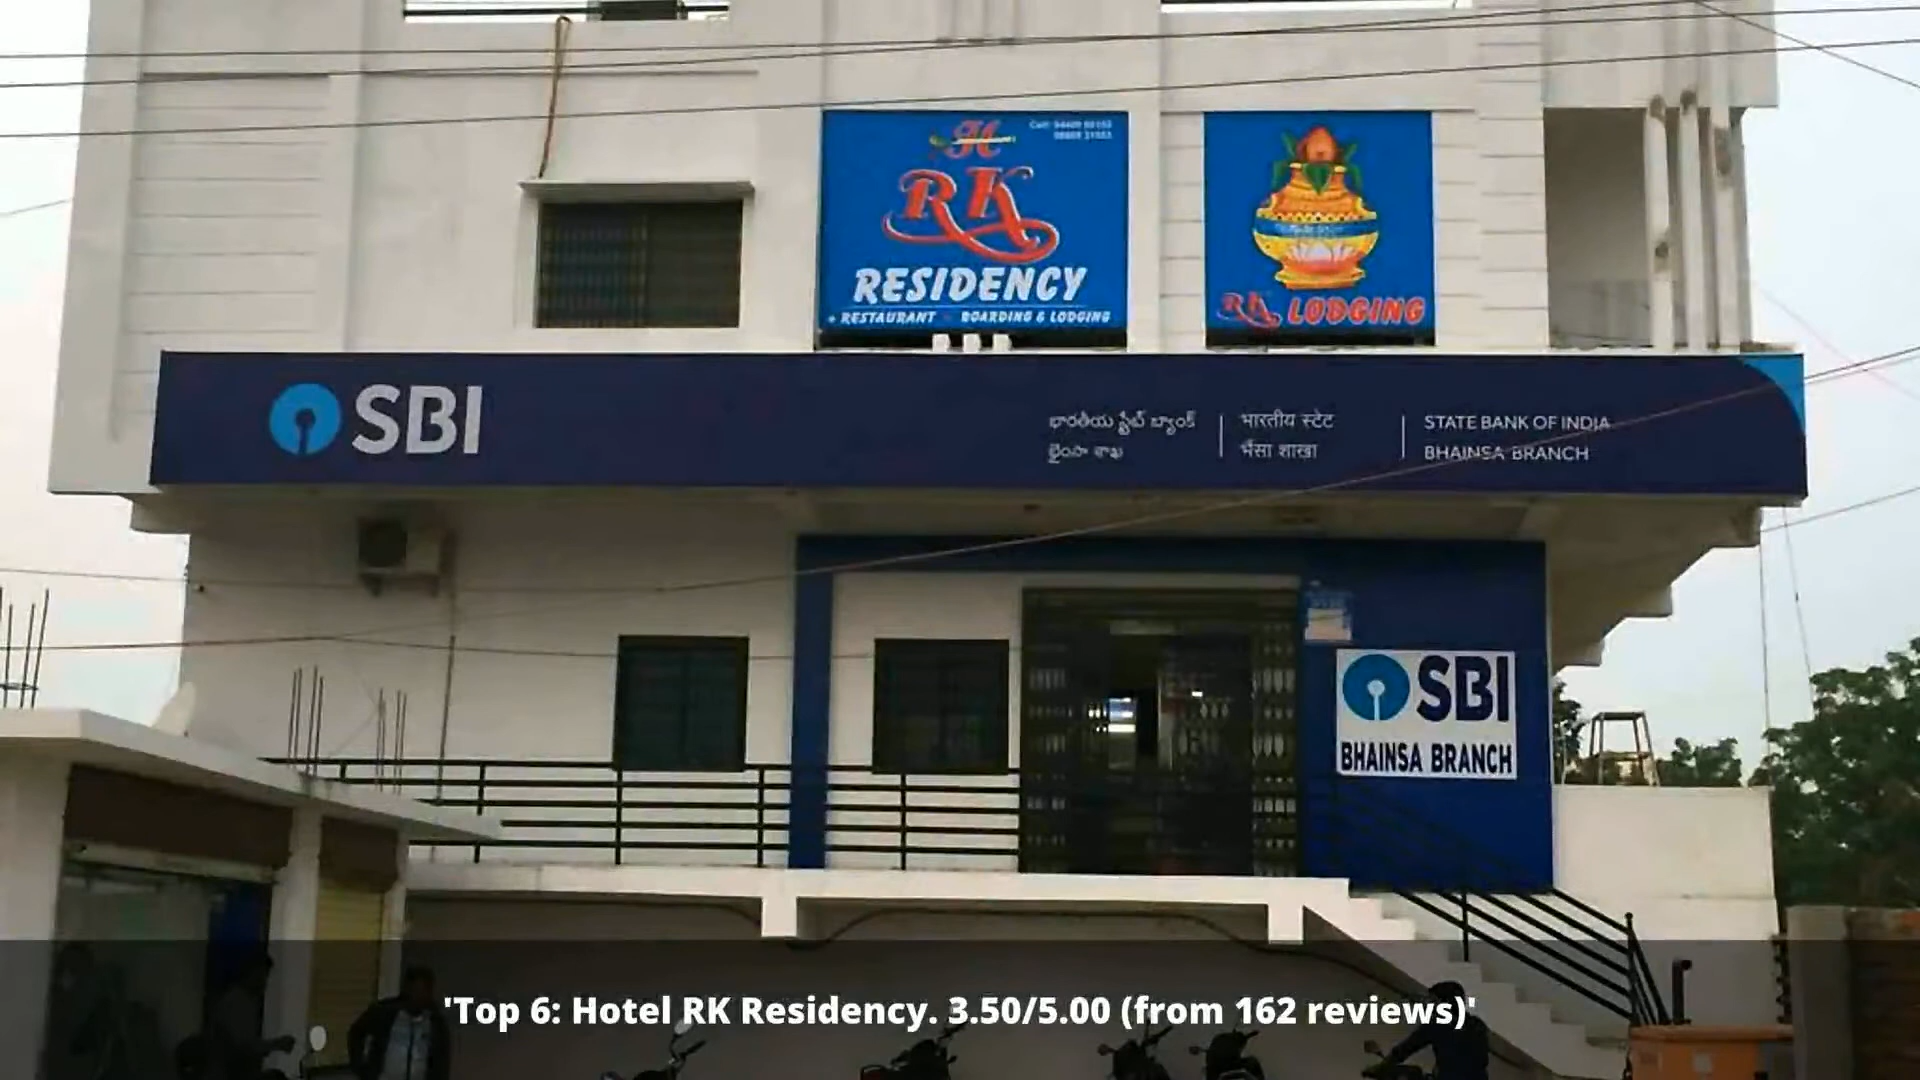 H
RK
RESIDENCY
RESTAURANT BOARDING & LODGING
RK LODGING
SBI
భారతీయ స్టేట్ బ్యాంక్
భైంసా శాఖ
भारतीय स्टेट
भैंसा शाखा
STATE BANK OF INDIA
BHAINSA BRANCH
SBI
BHAINSA BRANCH
'Top 6: Hotel RK Residency. 3.50/5.00 (from 162 reviews)'